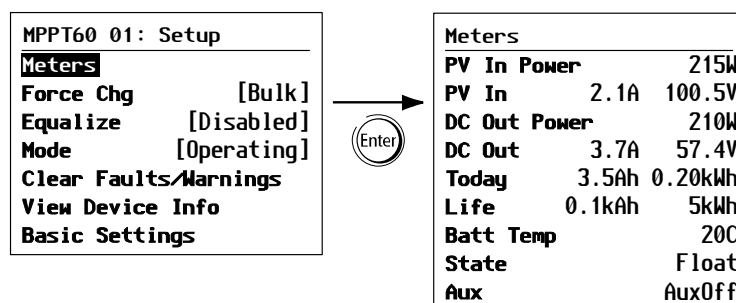 MPPT60 01: Setup
Meters
Force Chg [Bulk]
Equalize [Disabled]
Mode [Operating]
Clear Faults/Warnings
View Device Info
Basic Settings
Enter
Meters
PV In Power 215W
PV In 2.1A 100.5V
DC Out Power 210W
DC Out 3.7A 57.4V
Today 3.5Ah 0.20kWh
Life 0.1kAh 5kWh
Batt Temp 20C
State Float
Aux AuxOff